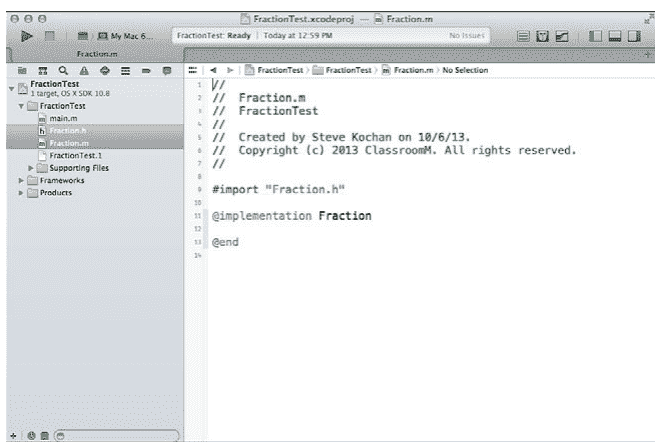 FractionTest.xcodeproj — Fraction.m
My Mac 6...
FractionTest: Ready | Today at 12:59 PM
No Issues
Fraction.m
FractionTest
1 target, OS X SDK 10.8
FractionTest
main.m
Fraction.h
Fraction.m
FractionTest.1
Supporting Files
Frameworks
Products
FractionTest › FractionTest › Fraction.m › No Selection
1 //
2 // Fraction.m
3 // FractionTest
4 //
5 // Created by Steve Kochan on 10/6/13.
6 // Copyright (c) 2013 ClassroomM. All rights reserved.
7 //
8
9 #import "Fraction.h"
10
11 @implementation Fraction
12
13 @end
14